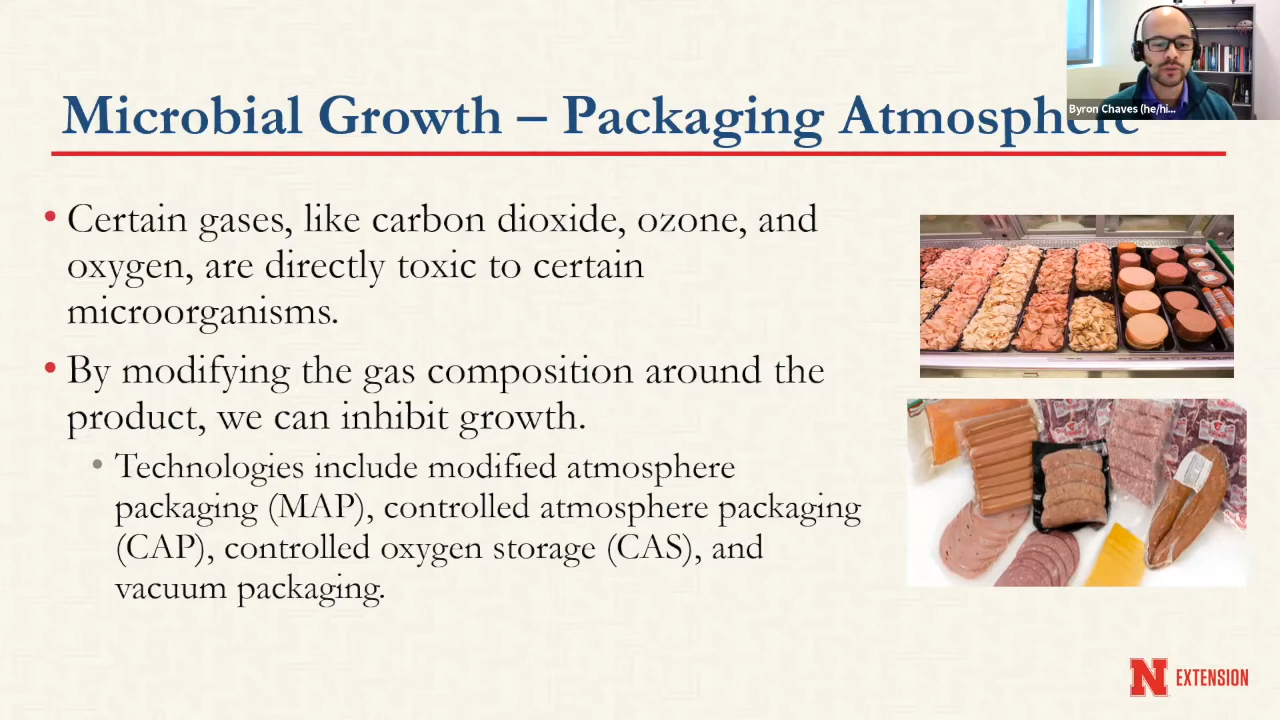 Byron Chaves (he/hi...
Microbial Growth – Packaging Atmosphere
• Certain gases, like carbon dioxide, ozone, and
oxygen, are directly toxic to certain
microorganisms.
• By modifying the gas composition around the
product, we can inhibit growth.
• Technologies include modified atmosphere
packaging (MAP), controlled atmosphere packaging
(CAP), controlled oxygen storage (CAS), and
vacuum packaging.
N EXTENSION